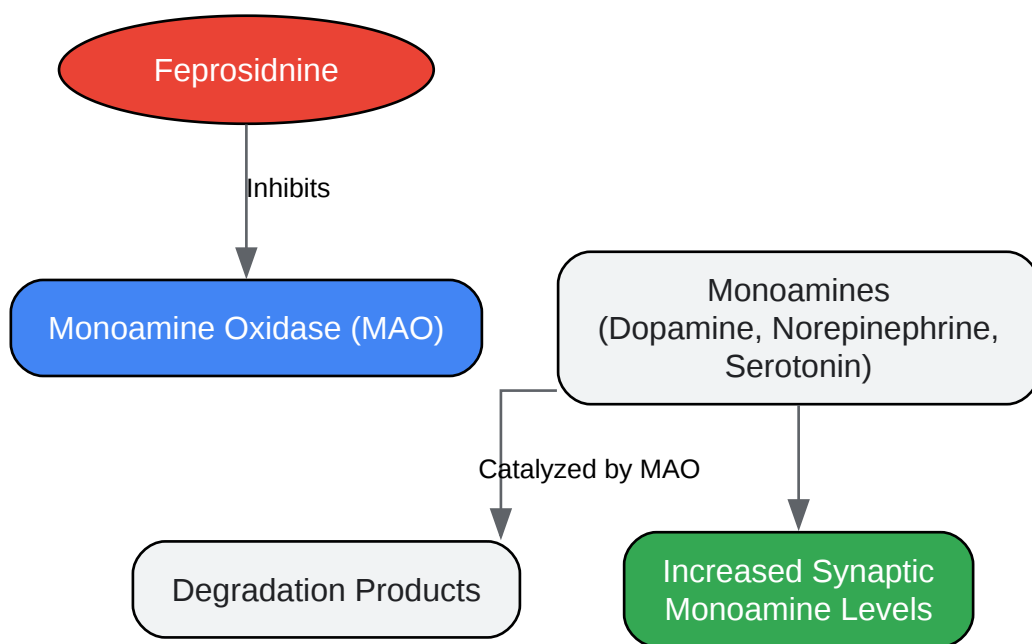 Feprosidnine
Inhibits
Monoamine Oxidase (MAO)
Monoamines
(Dopamine, Norepinephrine,
Serotonin)
Catalyzed by MAO
Degradation Products
Increased Synaptic
Monoamine Levels